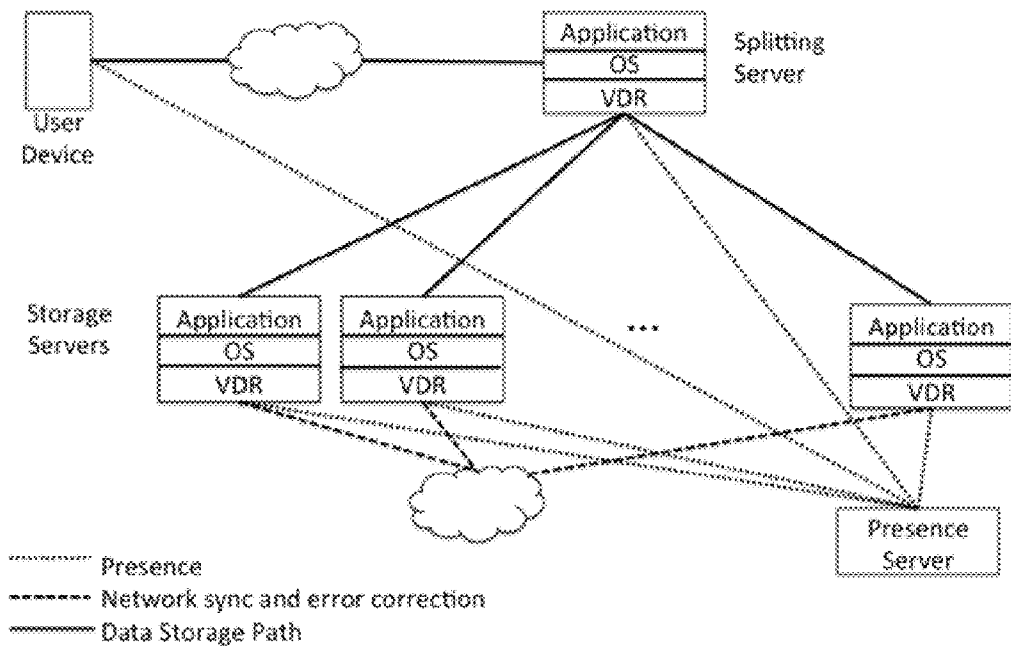 Application
OS
VDR
Splitting
Server
User
Device
Storage
Servers
Application
OS
VDR
Application
OS
VDR
...
Application
OS
VDR
Presence
Server
Presence
Network sync and error correction
Data Storage Path